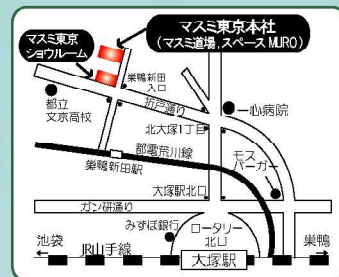 マスミ東京本社
(マスミ道場,スペースMURO)
マスミ東京
ショウルーム
巣鴨新田
入口
都立
文京高校
折戸通り
一心病院
北大塚1丁目
都電荒川線
巣鴨新田駅
モス
バーガー
大塚駅北口
ガン研通り
みずほ銀行
ロータリー
北口
池袋
巣鴨
JR山手線
大塚駅